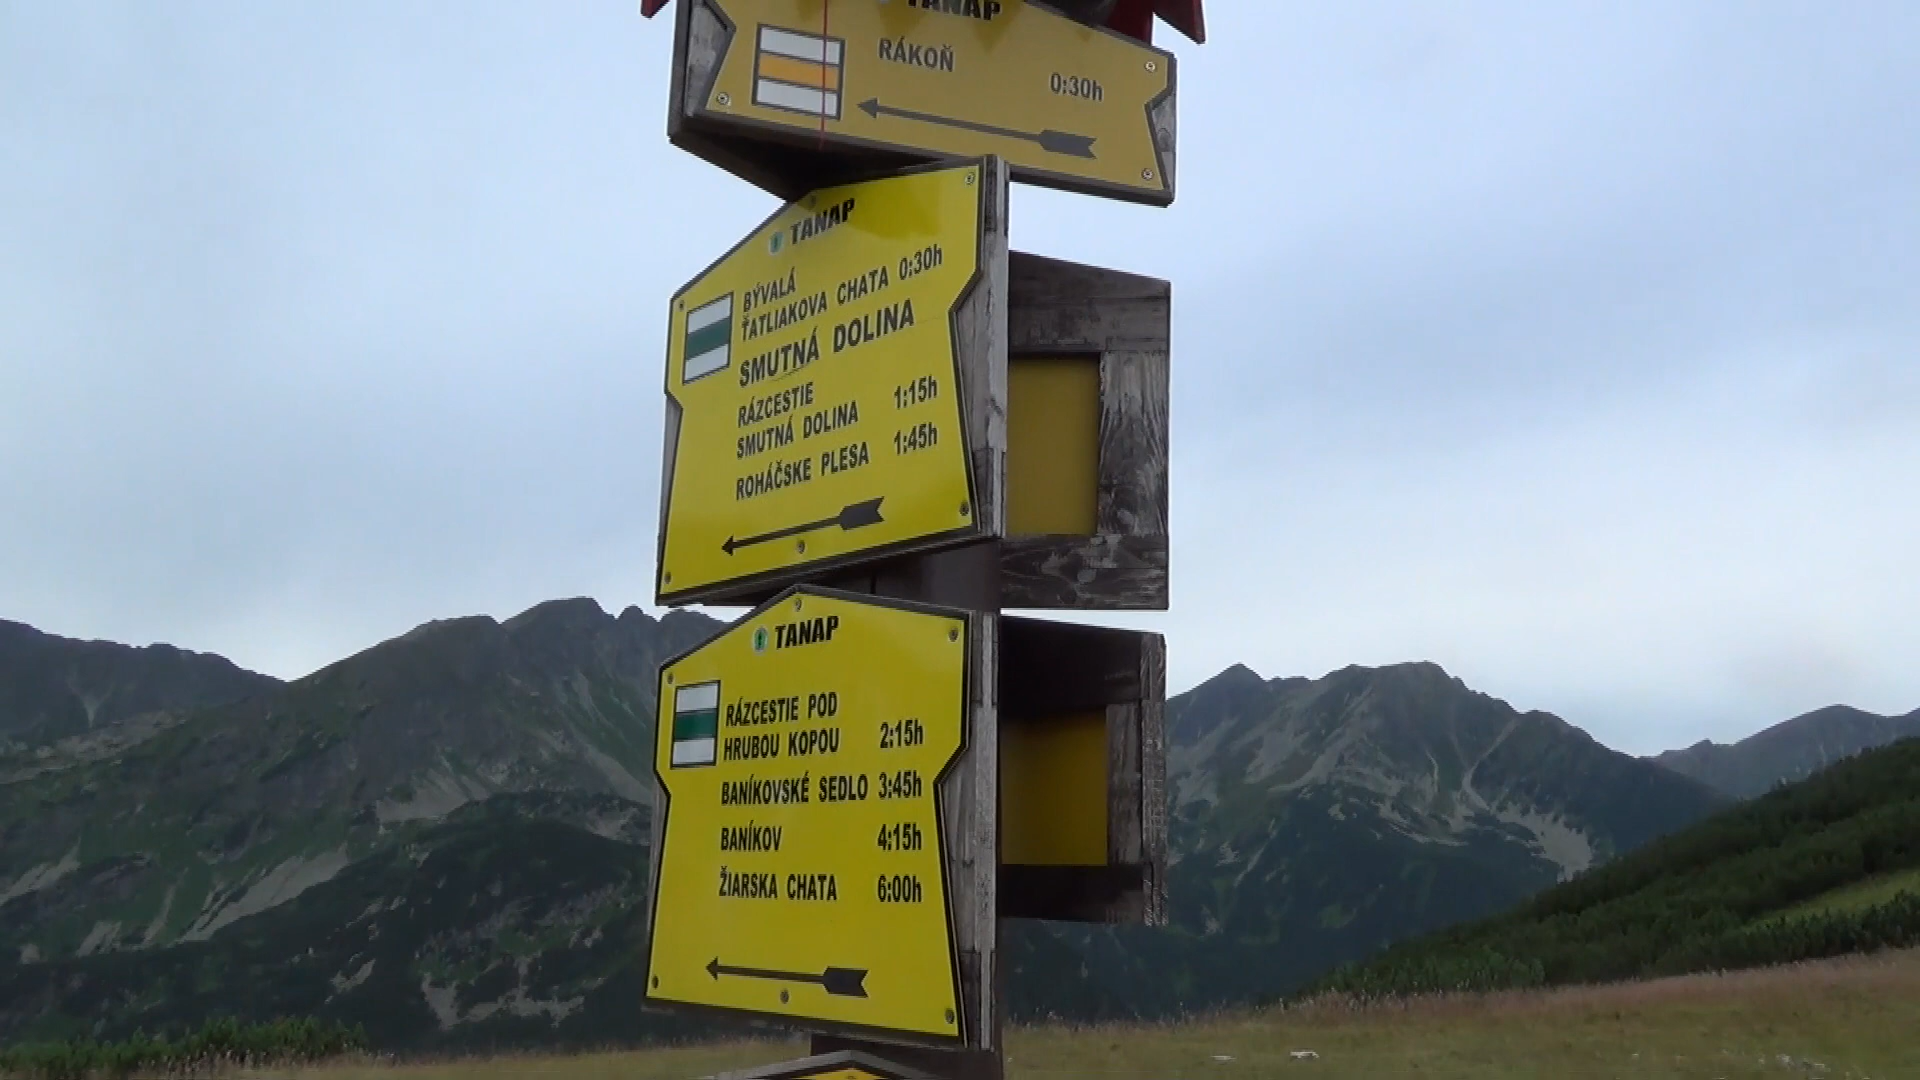 TANAP
RÁKOŇ 0:30h
TANAP
BÝVALÁ
ŤATLIAKOVA CHATA 0:30h
SMUTNÁ DOLINA
RÁZCESTIE
SMUTNÁ DOLINA 1:15h
ROHÁČSKE PLESA 1:45h
TANAP
RÁZCESTIE POD
HRUBOU KOPOU 2:15h
BANÍKOVSKÉ SEDLO 3:45h
BANÍKOV 4:15h
ŽIARSKA CHATA 6:00h